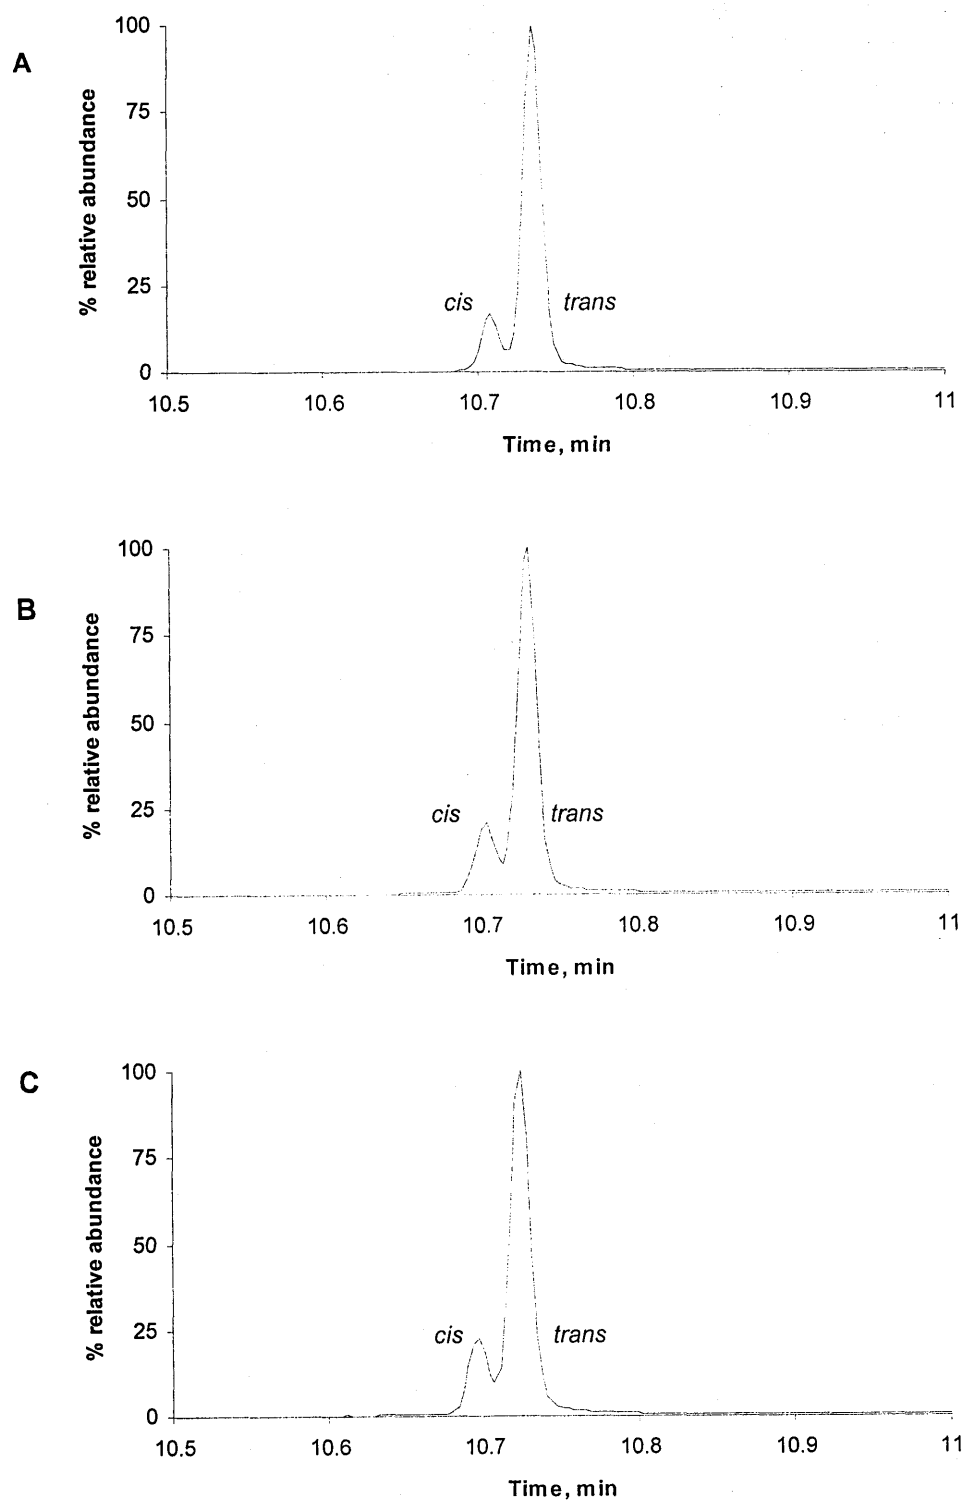 A
% relative abundance
100
75
50
25
0
cis
trans
10.5 10.6 10.7 10.8 10.9 11
Time, min
B
% relative abundance
100
75
50
25
0
cis
trans
10.5 10.6 10.7 10.8 10.9 11
Time, min
C
% relative abundance
100
75
50
25
0
cis
trans
10.5 10.6 10.7 10.8 10.9 11
Time, min